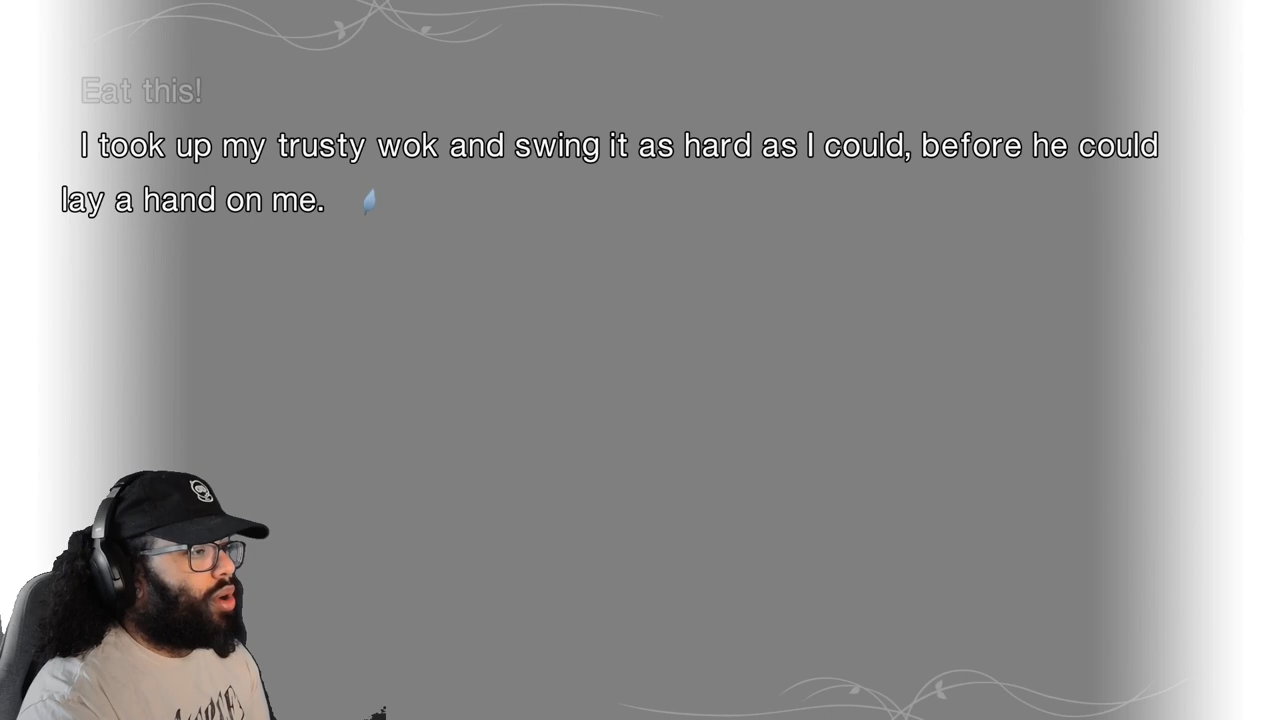 Eat this!
I took up my trusty wok and swing it as hard as I could, before he could
lay a hand on me.